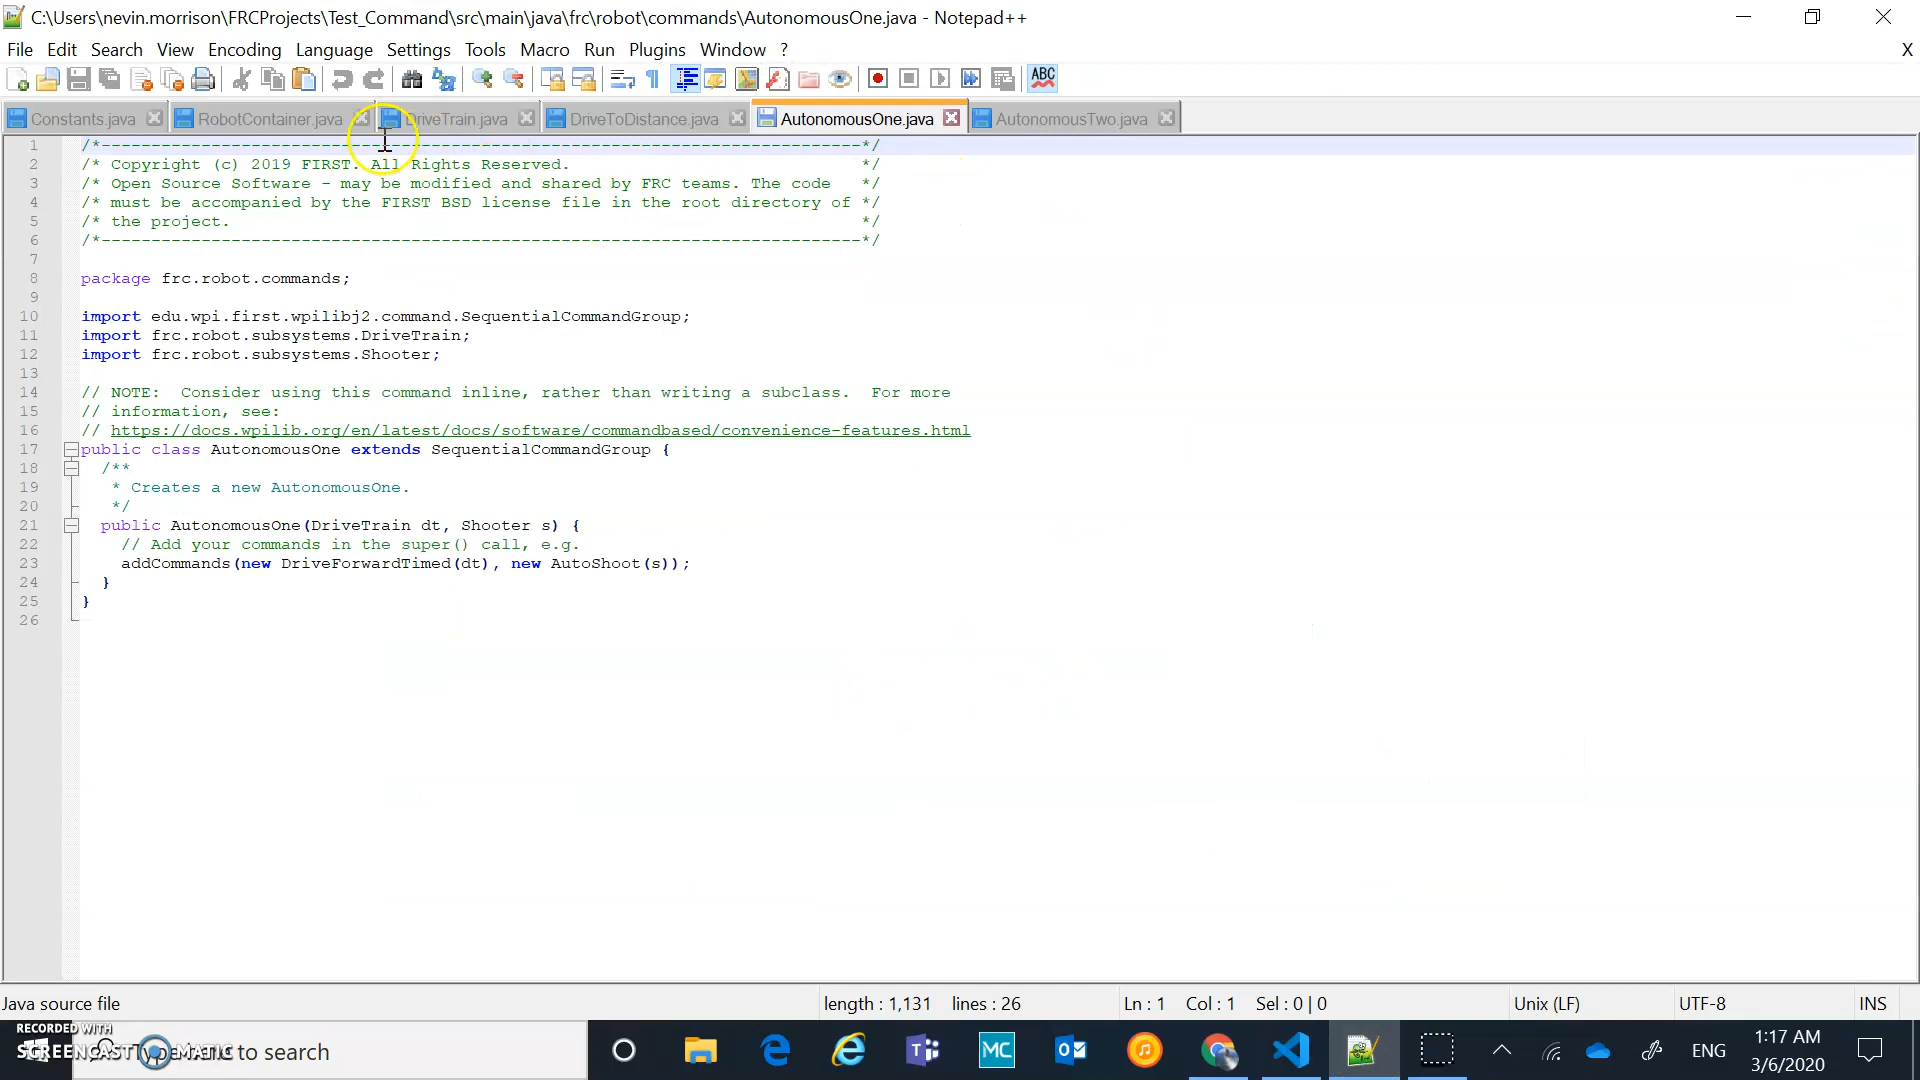 C:\Users\nevin.morrison\FRCProjects\Test_Command\src\main\java\frc\robot\commands\AutonomousOne.java - Notepad++
File Edit Search View Encoding Language Settings Tools Macro Run Plugins Window ? X
ABC
Constants.java RobotContainer.java DriveTrain.java DriveToDistance.java AutonomousOne.java AutonomousTwo.java
1 /*----------------------------------------------------------------------------*/
2 /* Copyright (c) 2019 FIRST. All Rights Reserved. */
3 /* Open Source Software - may be modified and shared by FRC teams. The code */
4 /* must be accompanied by the FIRST BSD license file in the root directory of */
5 /* the project. */
6 /*----------------------------------------------------------------------------*/
7
8 package frc.robot.commands;
9
10 import edu.wpi.first.wpilibj2.command.SequentialCommandGroup;
11 import frc.robot.subsystems.DriveTrain;
12 import frc.robot.subsystems.Shooter;
13
14 // NOTE:  Consider using this command inline, rather than writing a subclass.  For more
15 // information, see:
16 // https://docs.wpilib.org/en/latest/docs/software/commandbased/convenience-features.html
17 public class AutonomousOne extends SequentialCommandGroup {
18 /**
19 * Creates a new AutonomousOne.
20 */
21 public AutonomousOne(DriveTrain dt, Shooter s) {
22 // Add your commands in the super() call, e.g.
23 addCommands(new DriveForwardTimed(dt), new AutoShoot(s));
24 }
25 }
26
Java source file length : 1,131 lines : 26 Ln : 1 Col : 1 Sel : 0 | 0 Unix (LF) UTF-8 INS
RECORDED WITH
SCREENCAST MATIC
Type here to search
MC
ENG
1:17 AM
3/6/2020